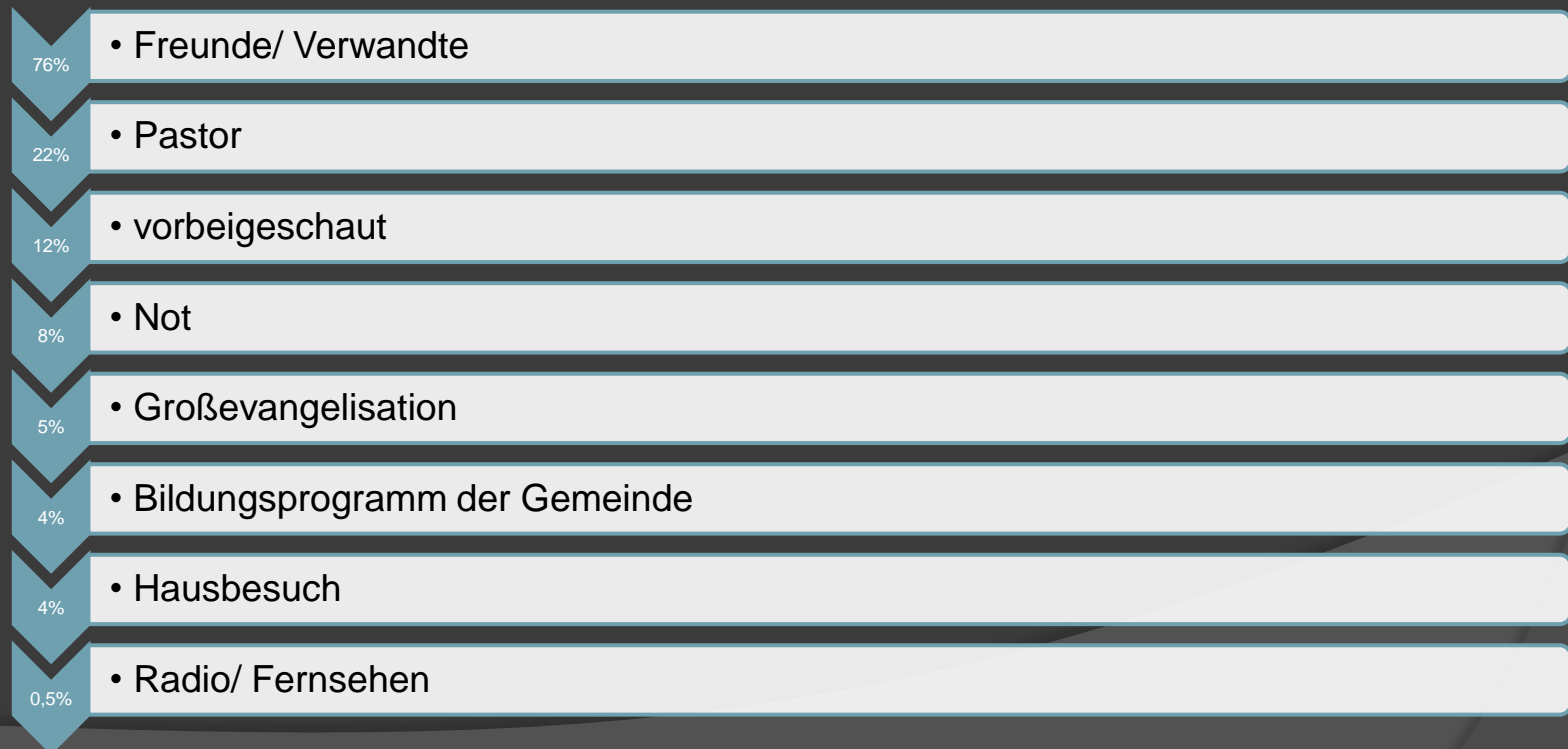 76%
• Freunde/ Verwandte
22%
• Pastor
12%
• vorbeigeschaut
8%
• Not
5%
• Großevangelisation
4%
• Bildungsprogramm der Gemeinde
4%
• Hausbesuch
0,5%
• Radio/ Fernsehen